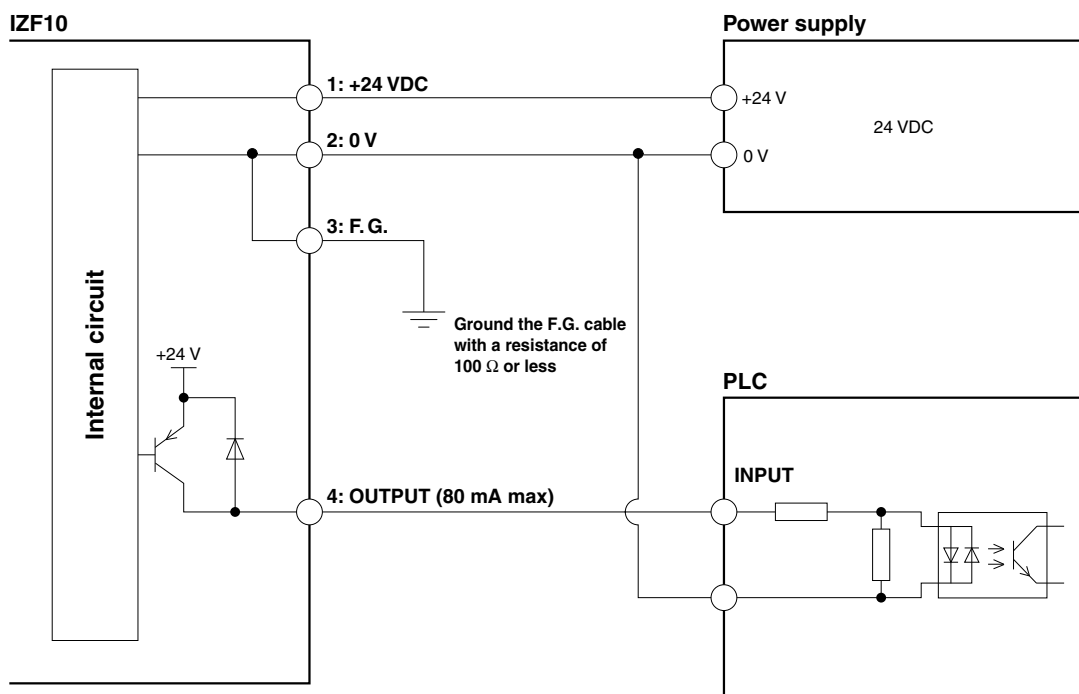 IZF10
Power supply
1: +24 VDC
+24 V
24 VDC
2: 0 V
0 V
3: F.G.
Ground the F.G. cable
with a resistance of
100 Ω or less
Internal circuit
+24 V
PLC
INPUT
4: OUTPUT (80 mA max)